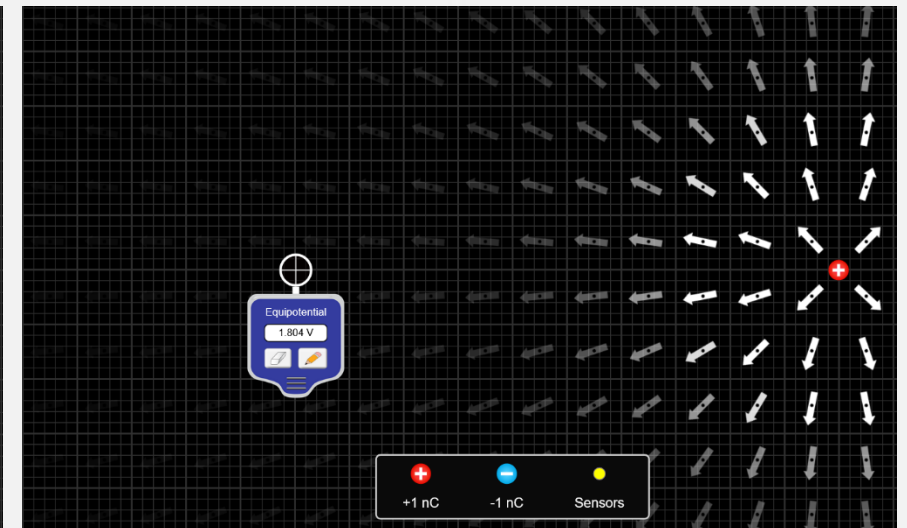 Equipotential
1.804 V
+1 nC
-1 nC
Sensors